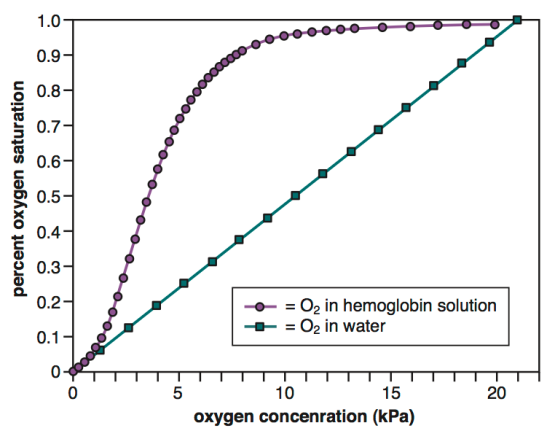 1.0
0.9
0.8
0.7
0.6
0.5
0.4
0.3
0.2
0.1
0
percent oxygen saturation
= O₂ in hemoglobin solution
= O₂ in water
0 5 10 15 20
oxygen concenration (kPa)